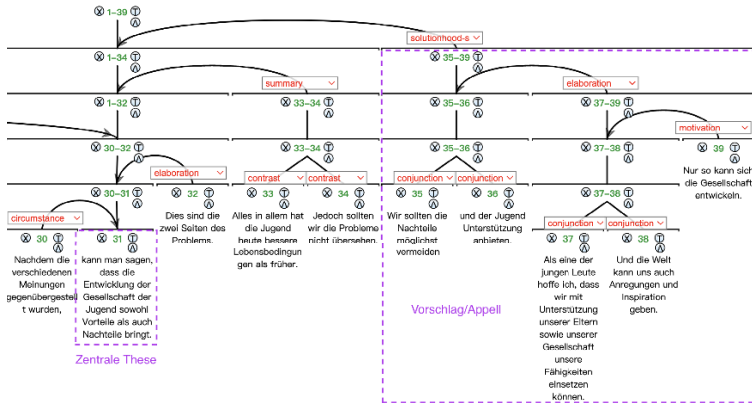 1-39
solutionhood-s
1-34
35-39
summary
elaboration
1-32
33-34
35-36
37-39
motivation
30-32
33-34
35-36
37-38
39
Nur so kann sich
die Gesellschaft
entwickeln.
elaboration
contrast
contrast
conjunction
conjunction
30-31
32
33
34
35
36
37-38
Dies sind die
zwei Seiten des
Problems.
Alles in allem hat
die Jugend
heute bessere
Lebensbedingun
gen als früher.
Jedoch sollten
wir die Probleme
nicht übersehen.
Wir sollten die
Nachteile
möglichst
vermeiden
und der Jugend
Unterstützung
anbieten.
circumstance
conjunction
conjunction
30
31
37
38
Nachdem die
verschiedenen
Meinungen
gegenübergestell
t wurden,
kann man sagen,
dass die
Entwicklung der
Gesellschaft der
Jugend sowohl
Vorteile als auch
Nachteile bringt.
Als eine der
jungen Leute
hoffe ich, dass
wir mit
Unterstützung
unserer Eltern
sowie unserer
Gesellschaft
unsere
Fähigkeiten
einsetzen
können.
Und die Welt
kann uns auch
Anregungen und
Inspiration
geben.
Vorschlag/Appell
Zentrale These